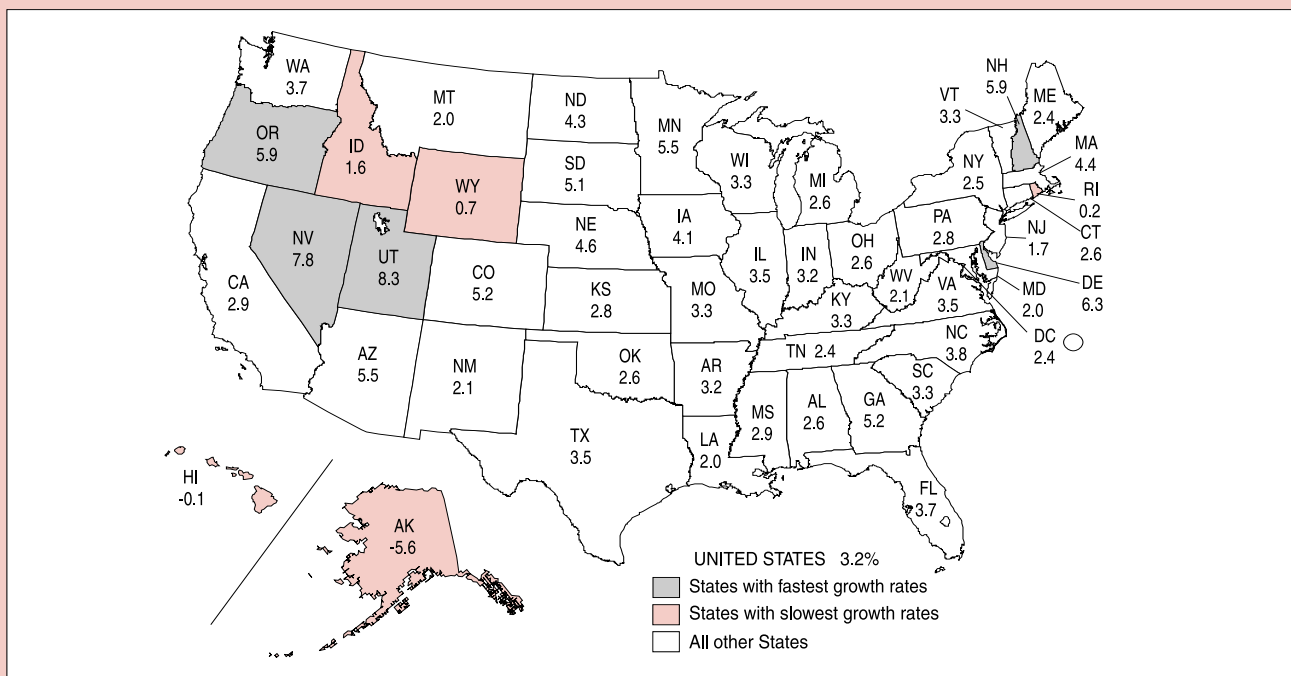 WA
3.7
MT
2.0
ND
4.3
MN
5.5
OR
5.9
ID
1.6
WY
0.7
SD
5.1
WI
3.3
MI
2.6
NY
2.5
VT
3.3
NH
5.9
ME
2.4
MA
4.4
RI
0.2
CT
2.6
NJ
1.7
DE
6.3
MD
2.0
DC
2.4
PA
2.8
NV
7.8
UT
8.3
CO
5.2
NE
4.6
IA
4.1
IL
3.5
IN
3.2
OH
2.6
WV
2.1
VA
3.5
CA
2.9
KS
2.8
MO
3.3
KY
3.3
NC
3.8
TN 2.4
SC
3.3
AZ
5.5
NM
2.1
OK
2.6
AR
3.2
MS
2.9
AL
2.6
GA
5.2
TX
3.5
LA
2.0
FL
3.7
HI
-0.1
AK
-5.6
UNITED STATES 3.2%
States with fastest growth rates
States with slowest growth rates
All other States